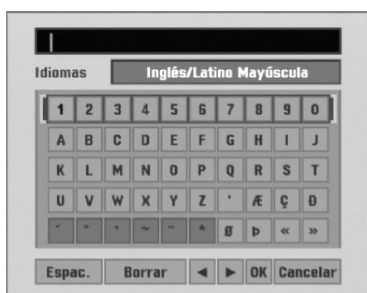 Idiomas Inglés/Latino Mayúscula
1 2 3 4 5 6 7 8 9 0
A B C D E F G H I J
K L M N O P Q R S T
U V W X Y Z ' Æ Ç Ð
Ø Þ « »
Espac. Borrar ◄ ► OK Cancelar